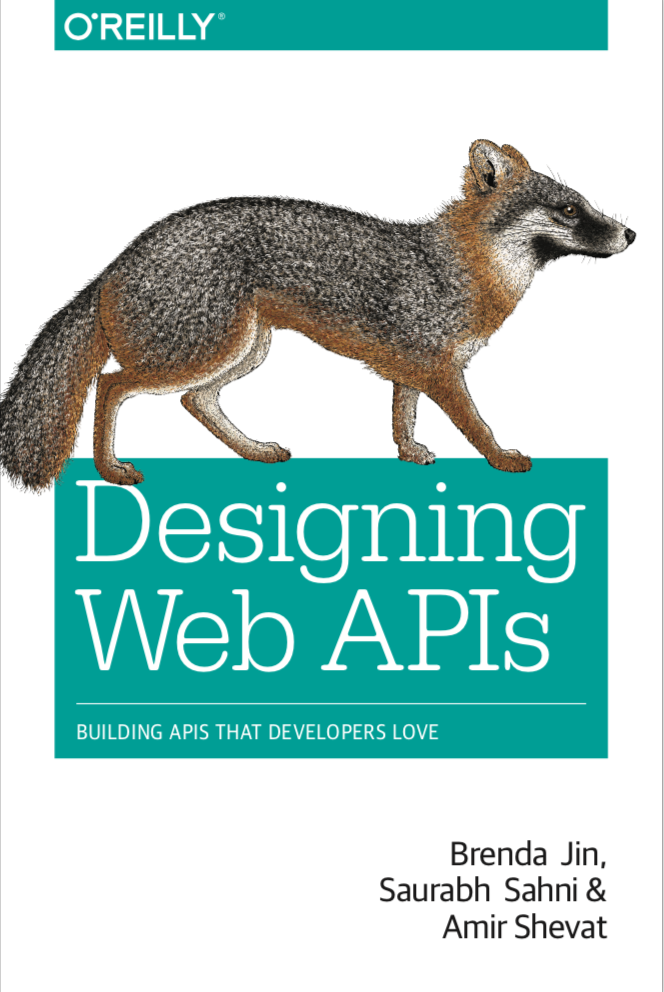 O'REILLY®
Designing
Web APIs
BUILDING APIS THAT DEVELOPERS LOVE
Brenda Jin,
Saurabh Sahni &
Amir Shevat